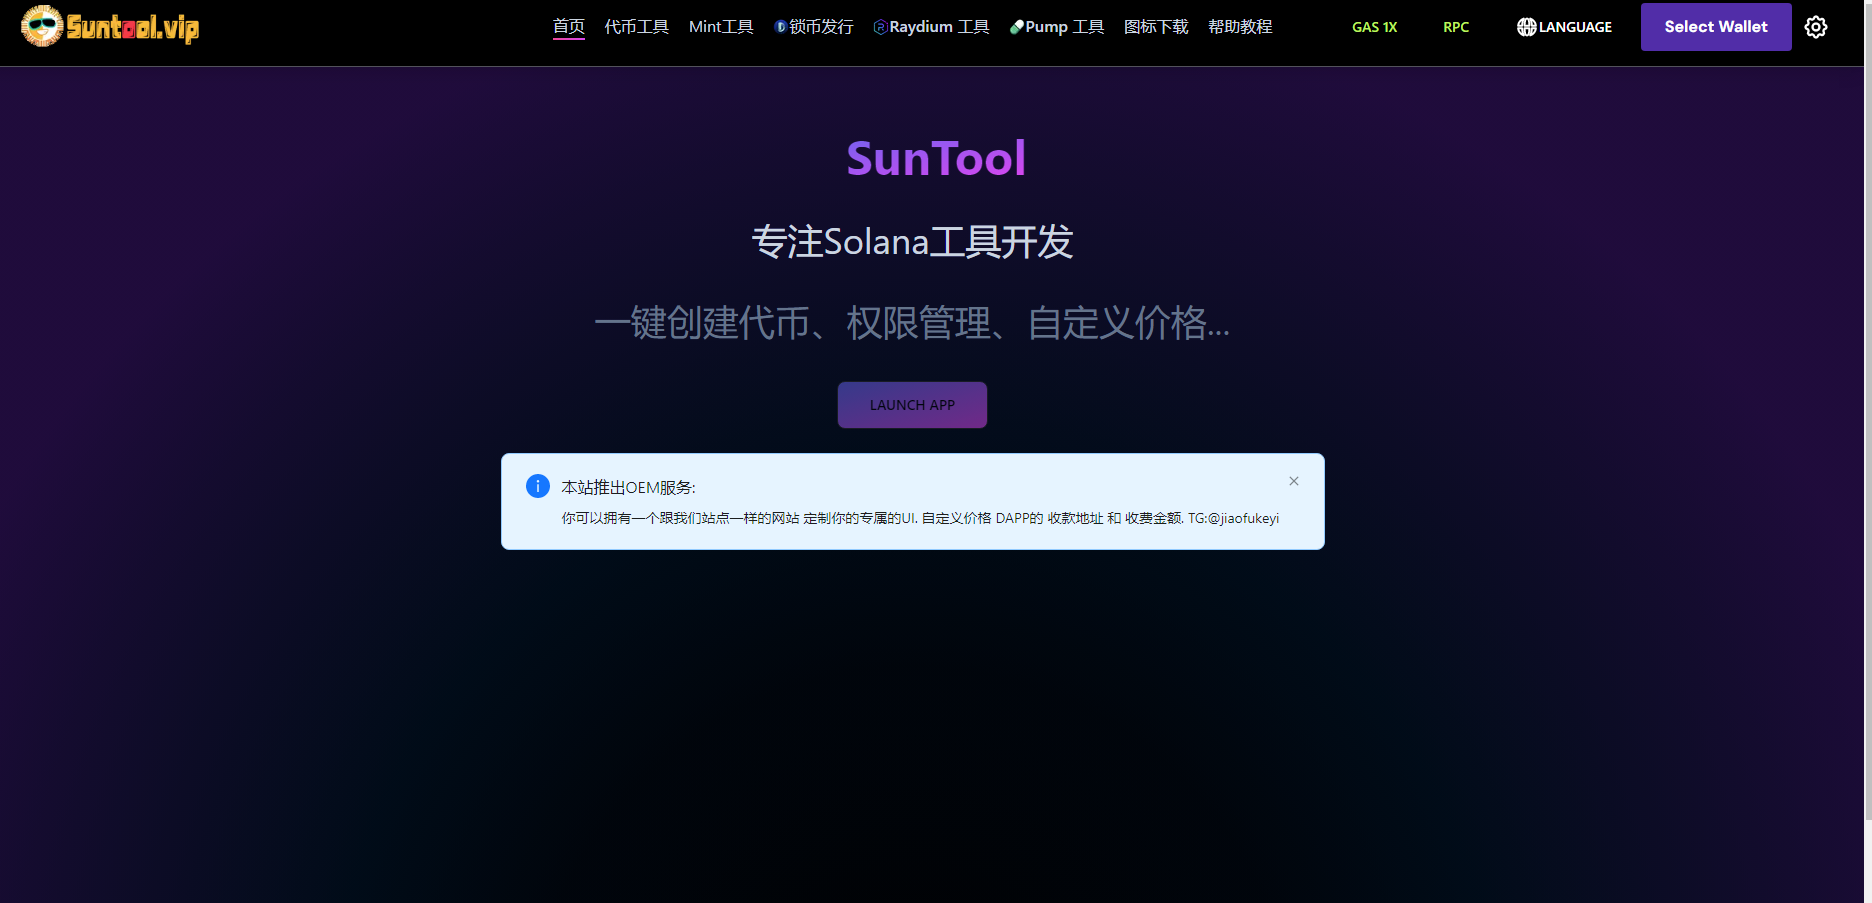 Suntool.vip
首页 代币工具 Mint工具 锁币发行 Raydium 工具 Pump 工具 图标下载 帮助教程 GAS 1X RPC LANGUAGE Select Wallet
SunTool
专注Solana工具开发
一键创建代币、权限管理、自定义价格...
LAUNCH APP
本站推出OEM服务:
你可以拥有一个跟我们站点一样的网站 定制你的专属的UI. 自定义价格 DAPP的 收款地址 和 收费金额. TG:@jiaofukeyi